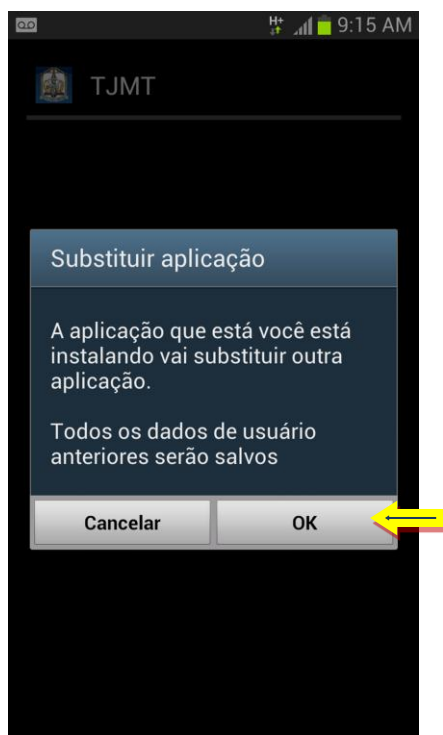 H+ 9:15 AM
TJMT
Substituir aplicação
A aplicação que está você está
instalando vai substituir outra
aplicação.
Todos os dados de usuário
anteriores serão salvos
Cancelar OK